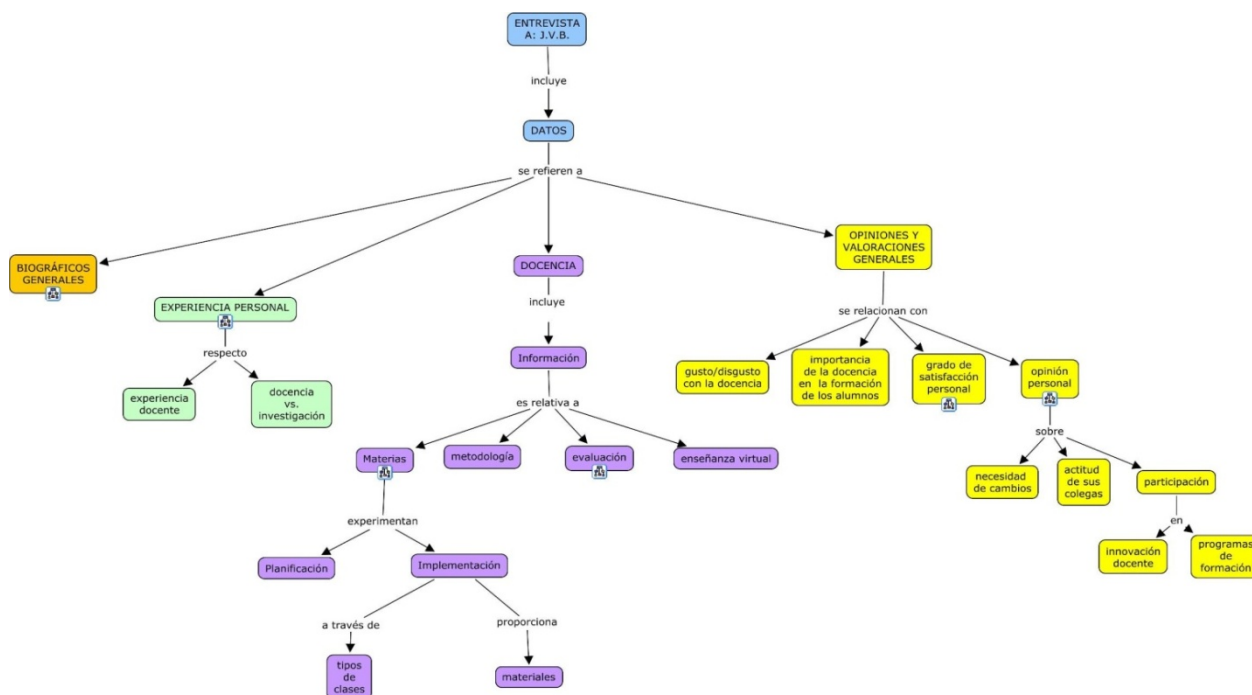 ENTREVISTA
A: J.V.B.
incluye
DATOS
se refieren a
BIOGRÁFICOS
GENERALES
EXPERIENCIA PERSONAL
respecto
experiencia
docente
docencia
vs.
investigación
DOCENCIA
incluye
Información
es relativa a
Materias
metodología
evaluación
enseñanza virtual
experimentan
Planificación
Implementación
a través de
tipos
de
clases
proporciona
materiales
OPINIONES Y
VALORACIONES
GENERALES
se relacionan con
gusto/disgusto
con la docencia
importancia
de la docencia
en la formación
de los alumnos
grado de
satisfacción
personal
opinión
personal
sobre
necesidad
de cambios
actitud
de sus
colegas
participación
en
innovación
docente
programas
de
formación